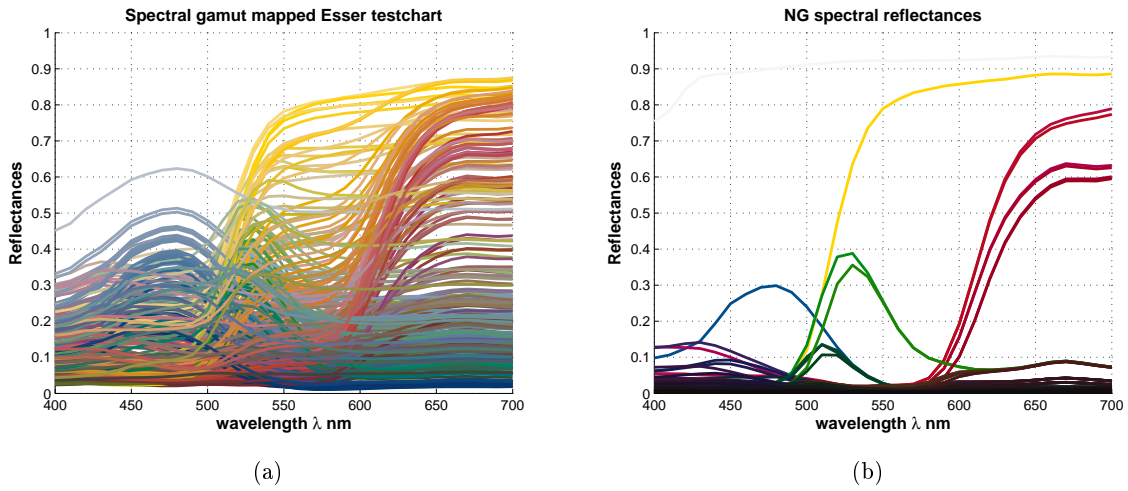 Spectral gamut mapped Esser testchart
1
0.9
0.8
0.7
0.6
0.5
0.4
0.3
0.2
0.1
0
Reflectances
400 450 500 550 600 650 700
wavelength λ nm
(a)
NG spectral reflectances
1
0.9
0.8
0.7
0.6
0.5
0.4
0.3
0.2
0.1
0
Reflectances
400 450 500 550 600 650 700
wavelength λ nm
(b)